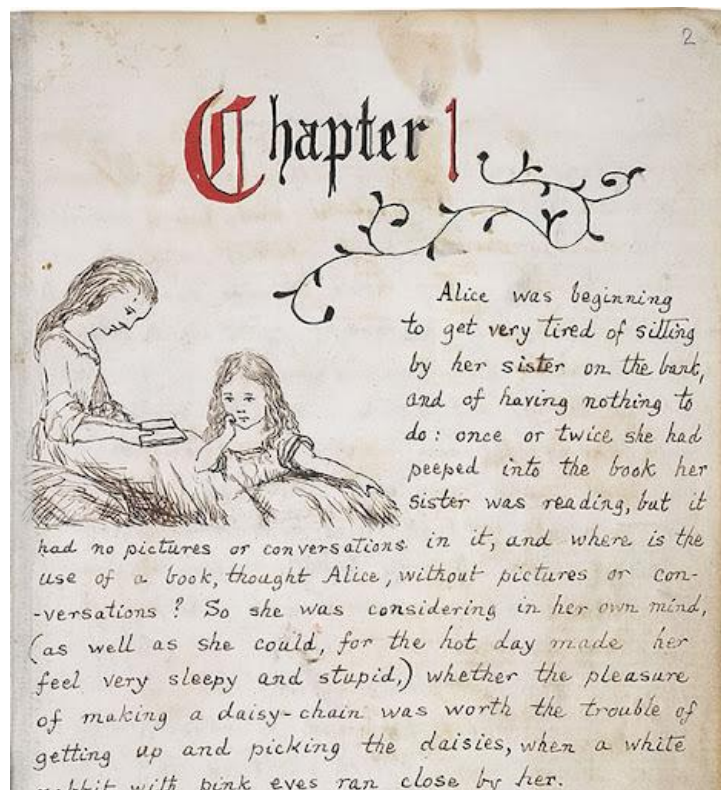 2
Chapter 1
Alice was beginning
to get very tired of sitting
by her sister on the bank,
and of having nothing to
do: once or twice she had
peeped into the book her
sister was reading, but it
had no pictures or conversations in it, and where is the
use of a book, thought Alice, without pictures or con-
-versations? So she was considering in her own mind,
(as well as she could, for the hot day made her
feel very sleepy and stupid,) whether the pleasure
of making a daisy-chain was worth the trouble of
getting up and picking the daisies, when a white
rabbit with pink eyes ran close by her.